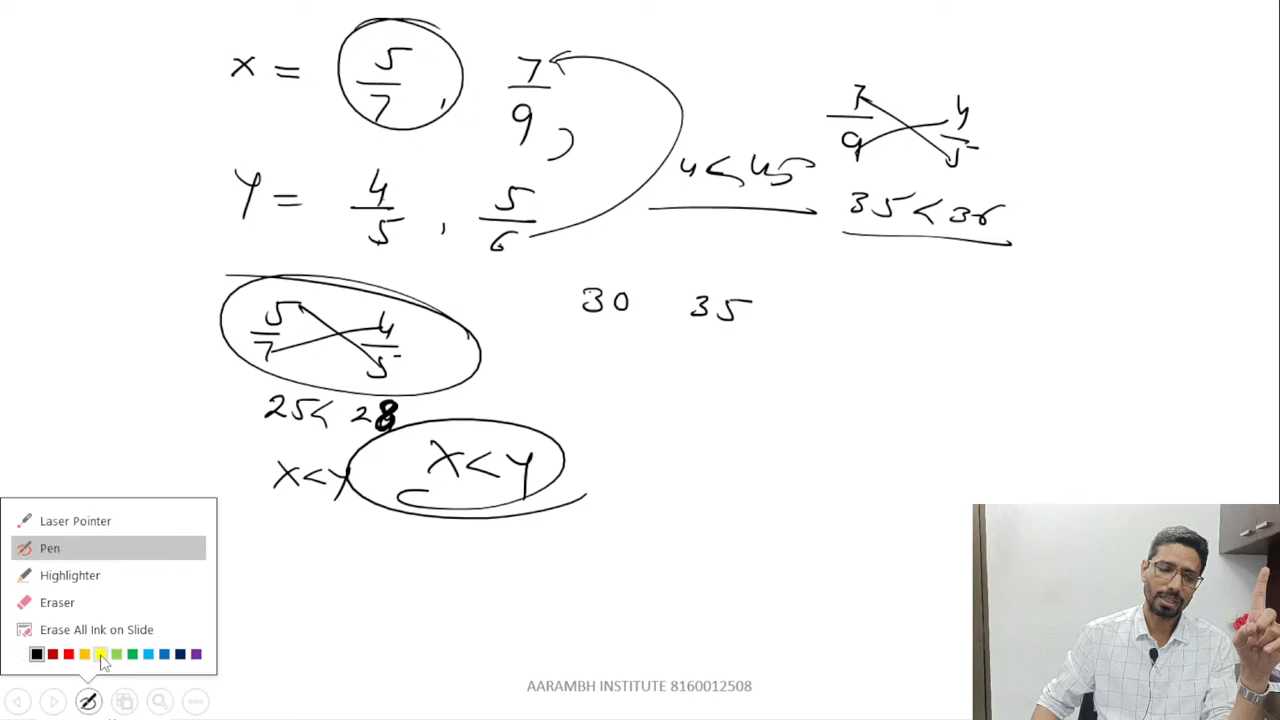 x = 5/7 , 7/9 ,
7/9 4/5
4 < 45
35 < 36
y = 4/5 , 5/6
30 35
5/7 4/5
25 < 28
x < y
x < y
Laser Pointer
Pen
Highlighter
Eraser
Erase All Ink on Slide
AARAMBH INSTITUTE 8160012508